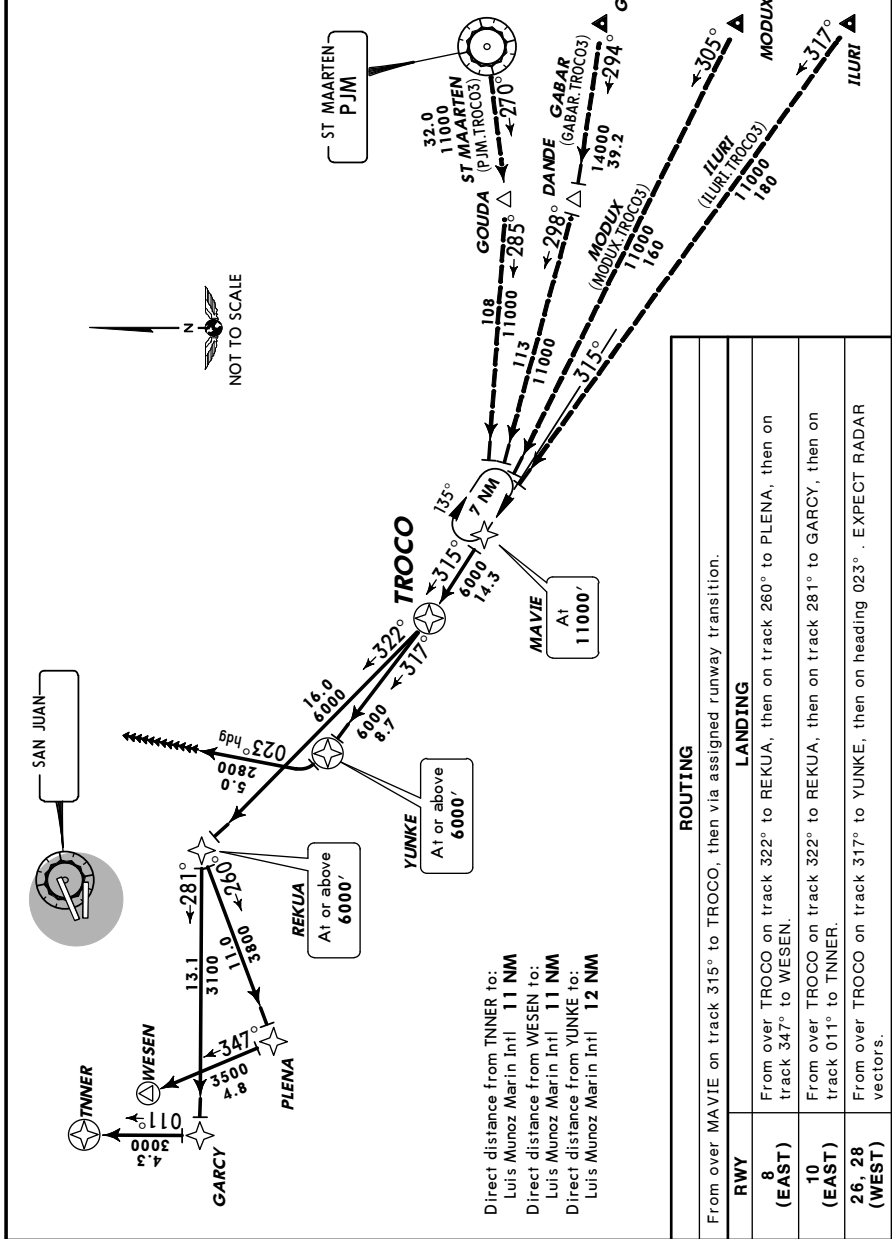 SAN JUAN
ST MAARTEN
PJM
N
NOT TO SCALE
TNNER
011°
3000
4.3
WESEN
GARCY
347°
3500
4.8
PLENA
281°
13.1
3100
260°
11.0
3800
REKUA
At or above
6000'
5.0
2800
023° hdg
16.0
6000
322°
317°
6000
8.7
YUNKE
At or above
6000'
TROCO
315°
6000
14.3
135°
7 NM
MAVIE
At
11000'
108
11000
285°
GOUDA
32.0
11000
ST MAARTEN
(PJM.TROCO3)
270°
113
11000
298°
DANDE
GABAR
(GABAR.TROCO3)
14000
39.2
294°
G
MODUX
(MODUX.TROCO3)
11000
160
305°
MODUX
315°
ILURI
(ILURI.TROCO3)
11000
180
317°
ILURI
Direct distance from TNNER to:
Luis Munoz Marin Intl 11 NM
Direct distance from WESEN to:
Luis Munoz Marin Intl 11 NM
Direct distance from YUNKE to:
Luis Munoz Marin Intl 12 NM
ROUTING
From over MAVIE on track 315° to TROCO, then via assigned runway transition.
RWY LANDING
8
(EAST)
From over TROCO on track 322° to REKUA, then on track 260° to PLENA, then on
track 347° to WESEN.
10
(EAST)
From over TROCO on track 322° to REKUA, then on track 281° to GARCY, then on
track 011° to TNNER.
26, 28
(WEST)
From over TROCO on track 317° to YUNKE, then on heading 023° . EXPECT RADAR
vectors.